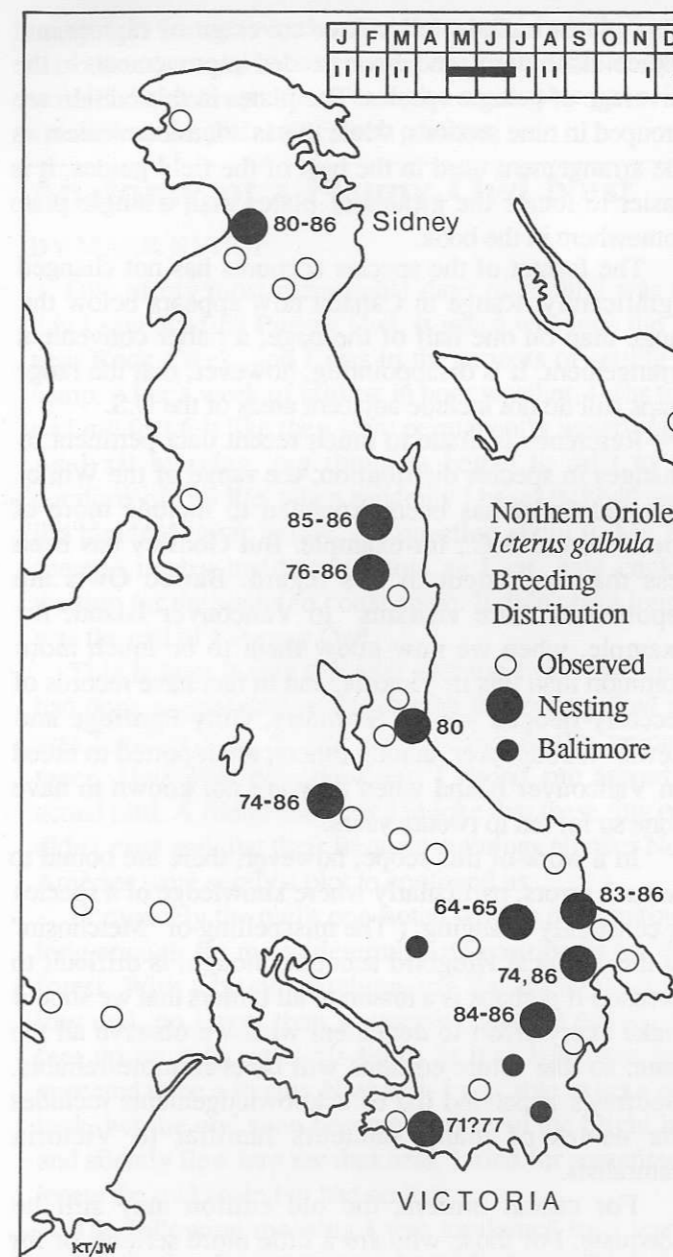 J F M A M J J A S O N D
80-86
Sidney
85-86
76-86
Northern Oriole
Icterus galbula
Breeding
Distribution
Observed
Nesting
Baltimore
80
74-86
64-65
83-86
74,86
84-86
71?77
VICTORIA
KT/JW